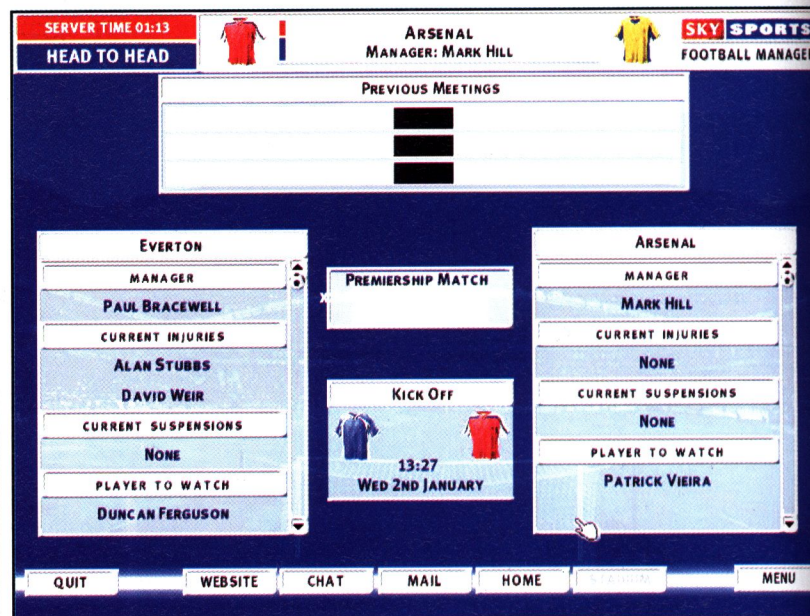 SERVER TIME 01:13
HEAD TO HEAD
ARSENAL
MANAGER: MARK HILL
SKY SPORTS
FOOTBALL MANAGER
PREVIOUS MEETINGS
EVERTON
MANAGER
PAUL BRACEWELL
CURRENT INJURIES
ALAN STUBBS
DAVID WEIR
CURRENT SUSPENSIONS
NONE
PLAYER TO WATCH
DUNCAN FERGUSON
PREMIERSHIP MATCH
X
KICK OFF
13:27
WED 2ND JANUARY
ARSENAL
MANAGER
MARK HILL
CURRENT INJURIES
NONE
CURRENT SUSPENSIONS
NONE
PLAYER TO WATCH
PATRICK VIEIRA
QUIT
WEBSITE
CHAT
MAIL
HOME
STADIUM
MENU